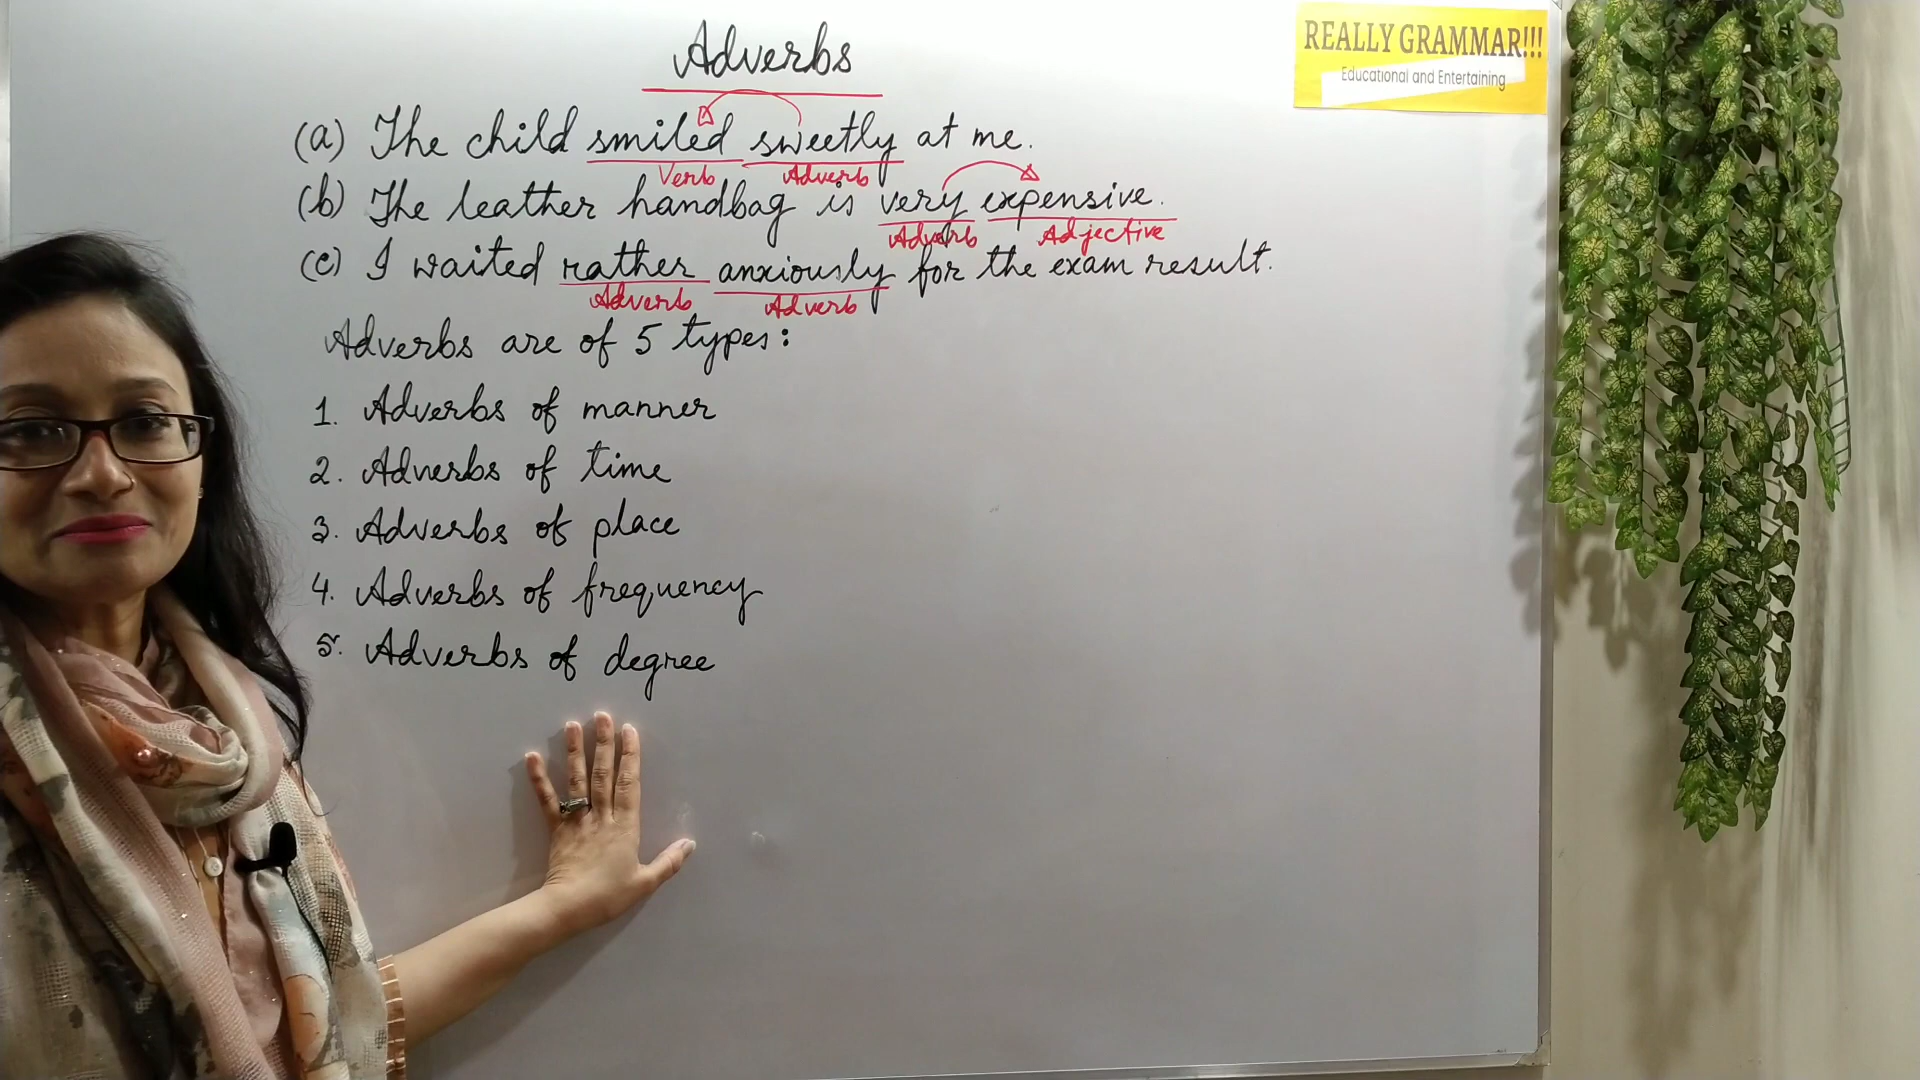 Adverbs
REALLY GRAMMAR!!!
Educational and Entertaining
(a) The child smiled sweetly at me.
Verb Adverb
(b) The leather handbag is very expensive.
Adverb Adjective
(c) I waited rather anxiously for the exam result.
Adverb Adverb
Adverbs are of 5 types:
1. Adverbs of manner
2. Adverbs of time
3. Adverbs of place
4. Adverbs of frequency
5. Adverbs of degree